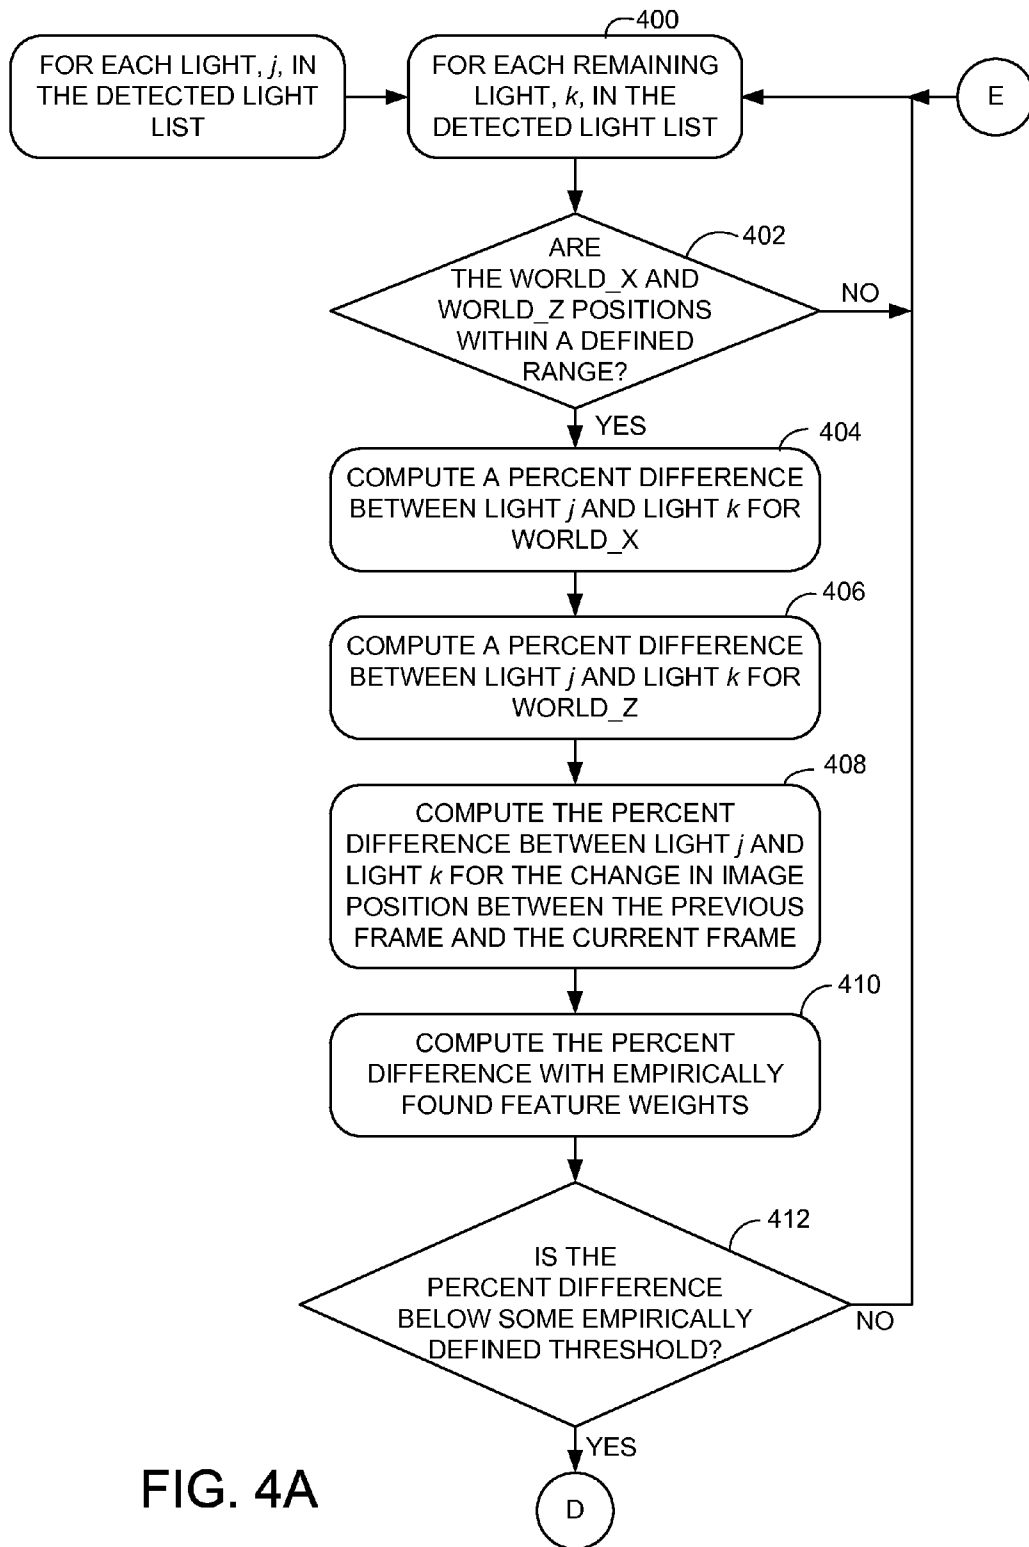 400
FOR EACH LIGHT, j, IN
THE DETECTED LIGHT
LIST
FOR EACH REMAINING
LIGHT, k, IN THE
DETECTED LIGHT LIST
E
402
ARE
THE WORLD_X AND
WORLD_Z POSITIONS
WITHIN A DEFINED
RANGE?
NO
YES
404
COMPUTE A PERCENT DIFFERENCE
BETWEEN LIGHT j AND LIGHT k FOR
WORLD_X
406
COMPUTE A PERCENT DIFFERENCE
BETWEEN LIGHT j AND LIGHT k FOR
WORLD_Z
408
COMPUTE THE PERCENT
DIFFERENCE BETWEEN LIGHT j AND
LIGHT k FOR THE CHANGE IN IMAGE
POSITION BETWEEN THE PREVIOUS
FRAME AND THE CURRENT FRAME
410
COMPUTE THE PERCENT
DIFFERENCE WITH EMPIRICALLY
FOUND FEATURE WEIGHTS
412
IS THE
PERCENT DIFFERENCE
BELOW SOME EMPIRICALLY
DEFINED THRESHOLD?
NO
YES
D
FIG. 4A